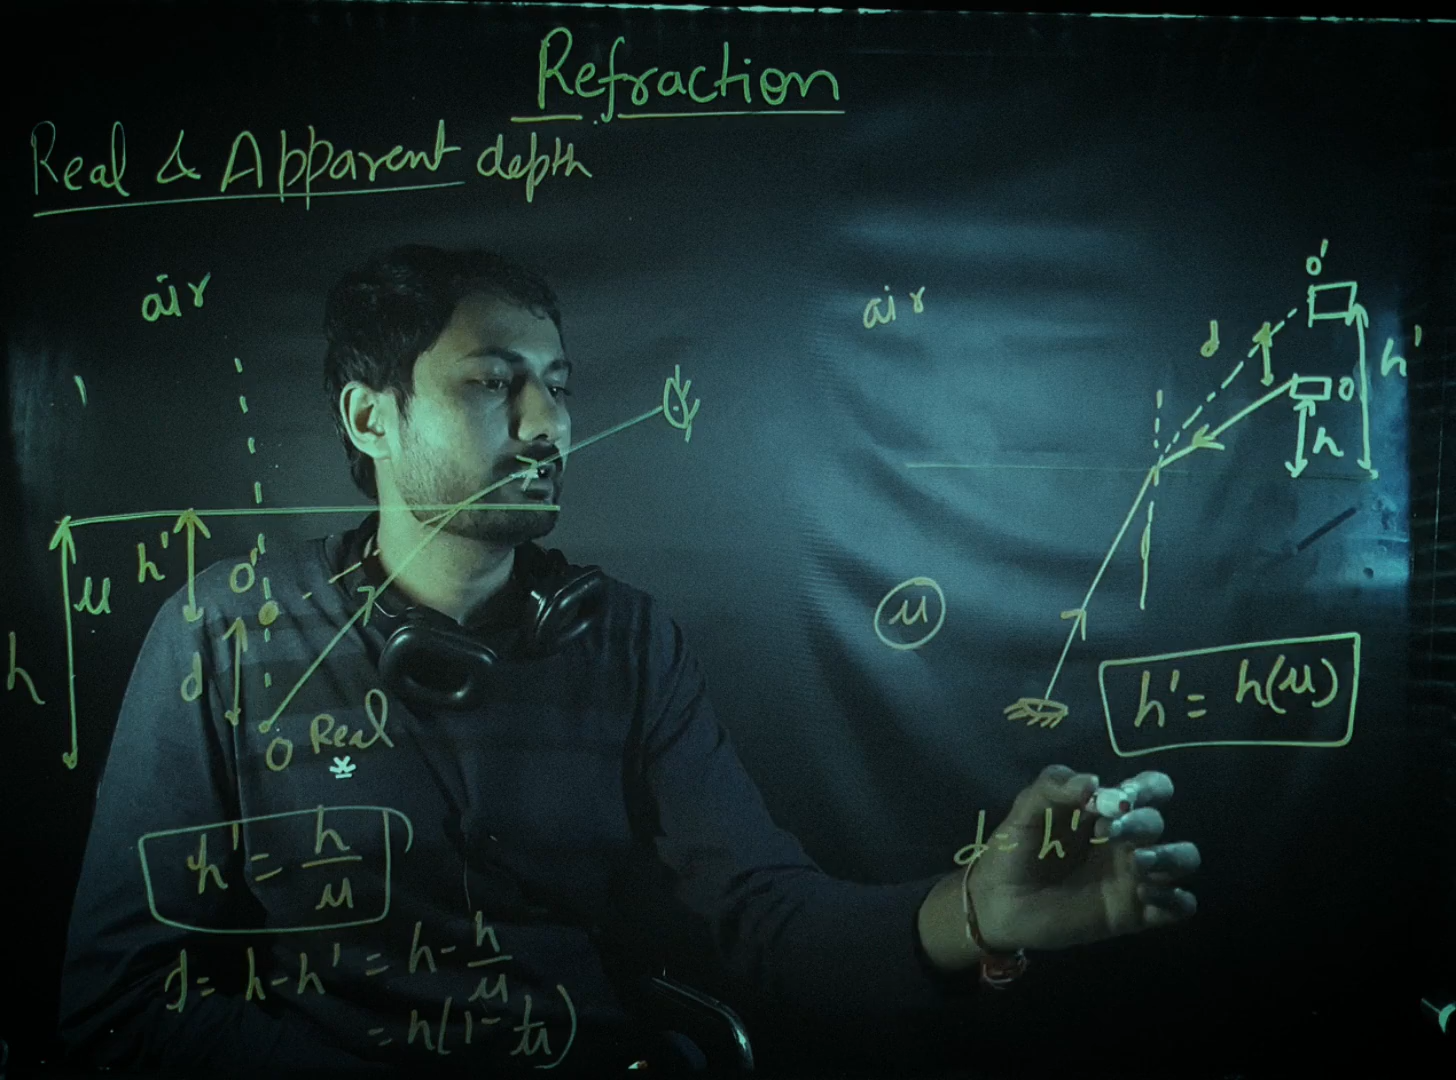 Refraction
Real & Apparent depth
air
h
μ
h'
O'
d
O Real
h' = h/μ
d = h - h' = h - h/μ
= h(1 - 1/μ)
air
O'
d
h'
O
h
μ
h' = h(μ)
d = h' -